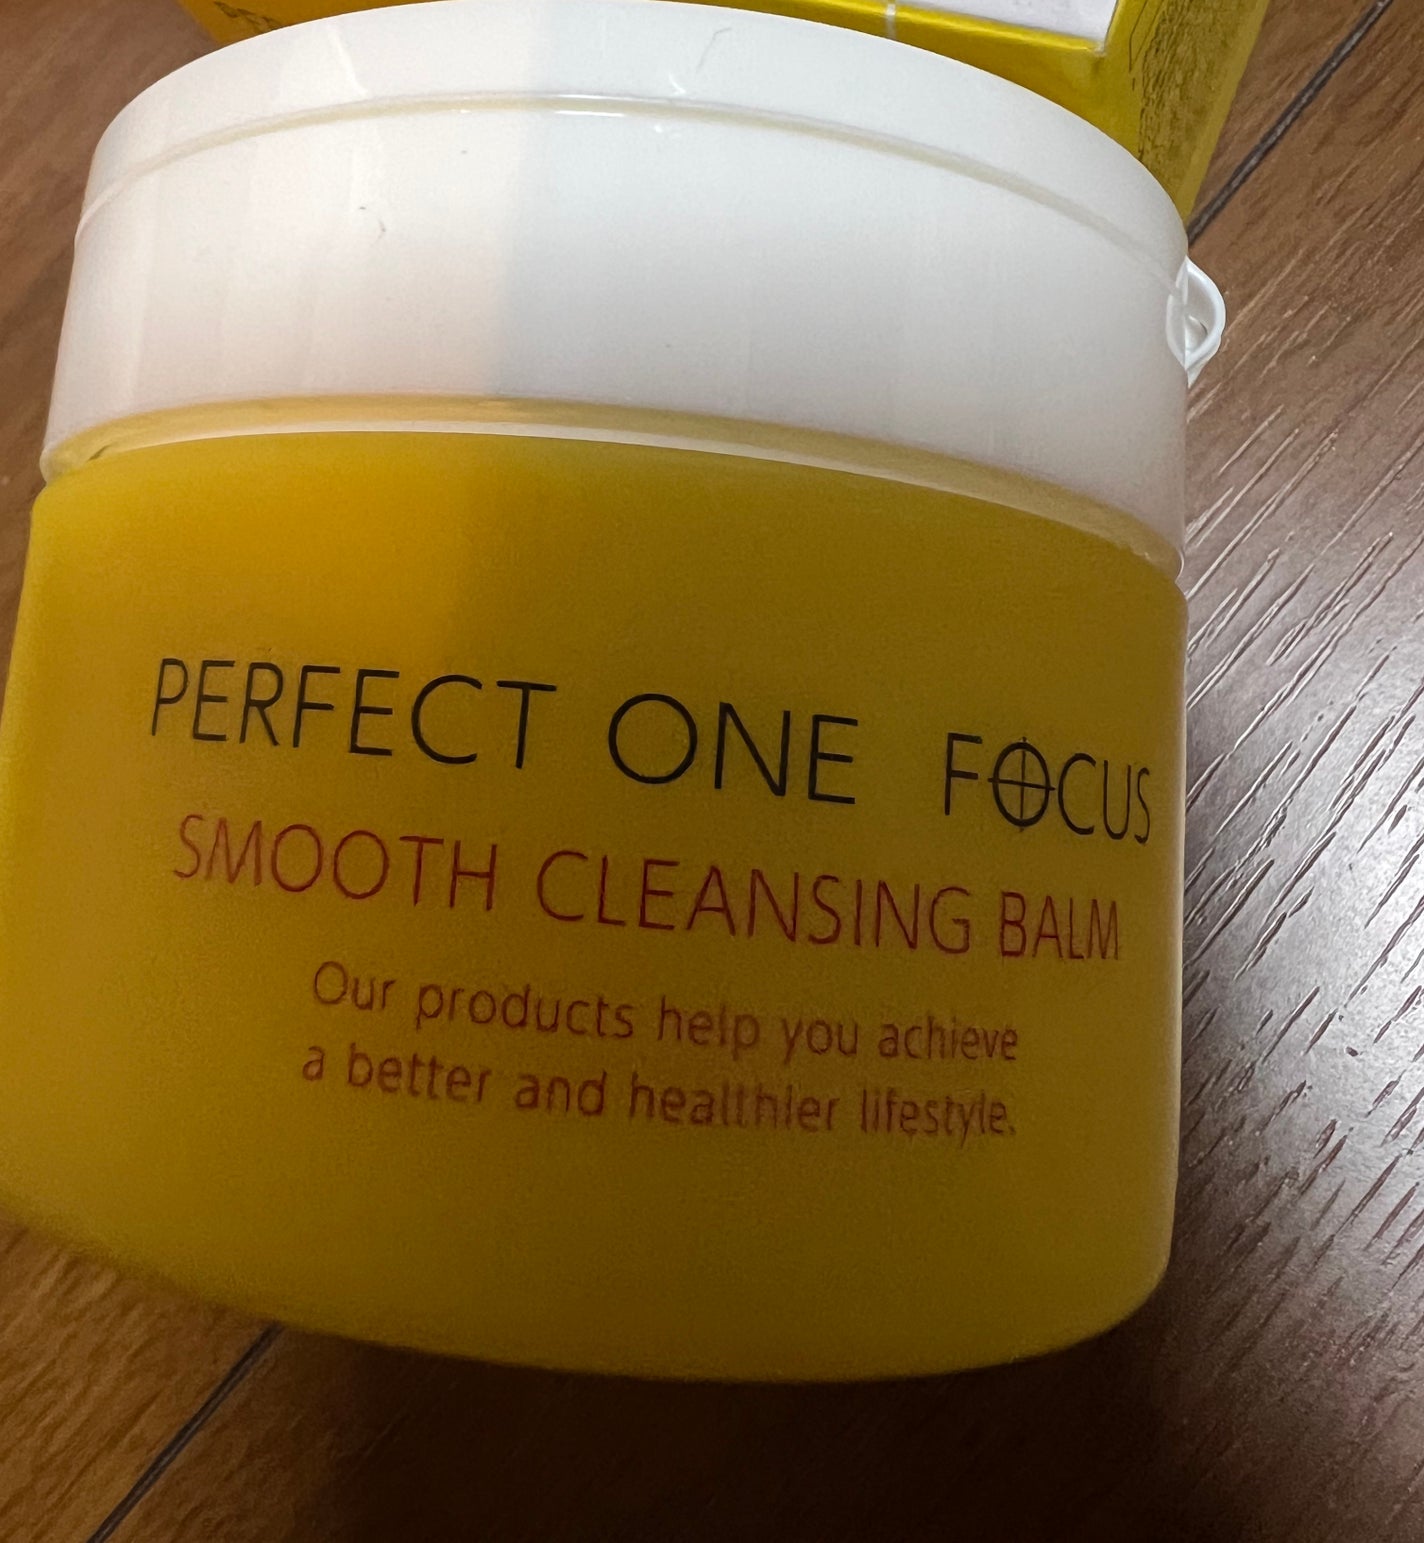 PERFECT ONE FOCUS
SMOOTH CLEANSING BALM
Our products help you achieve
a better and healthier lifestyle.